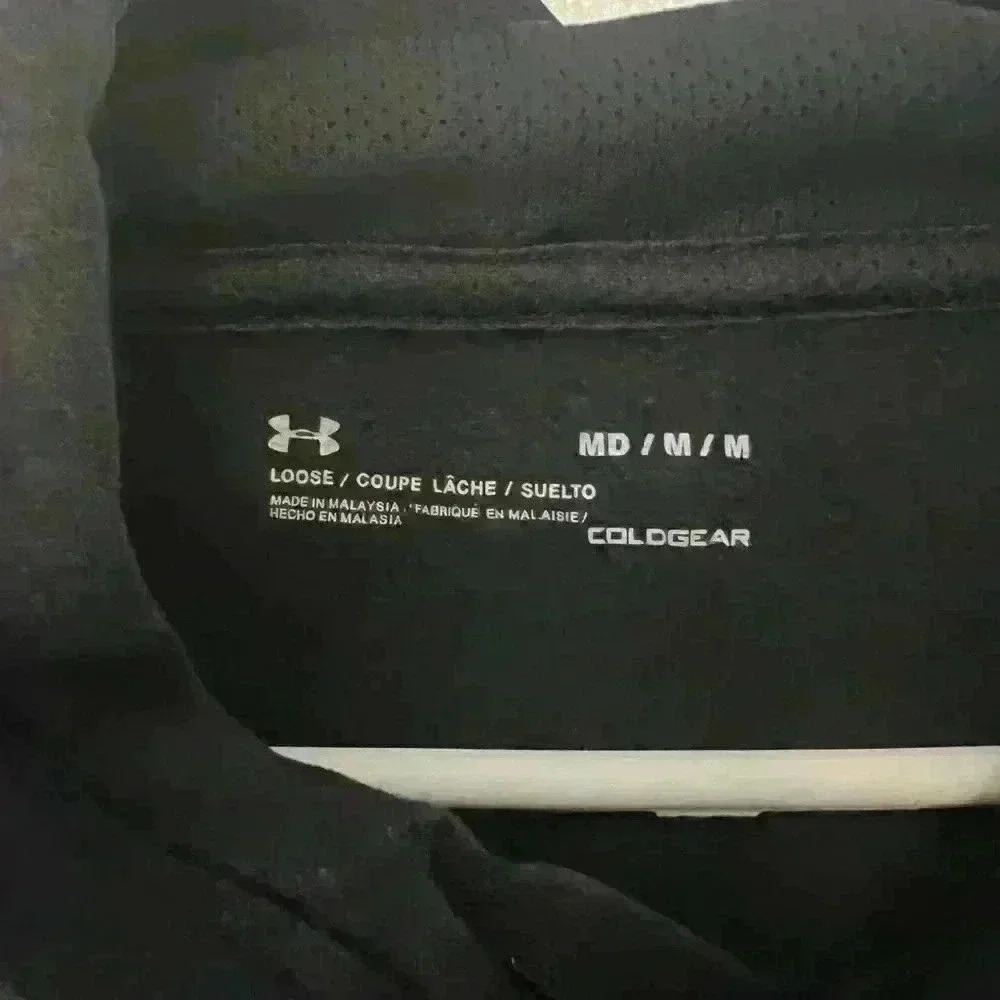 MD / M / M
LOOSE / COUPE LÂCHE / SUELTO
MADE IN MALAYSIA / FABRIQUÉ EN MALAISIE /
HECHO EN MALASIA
COLDGEAR